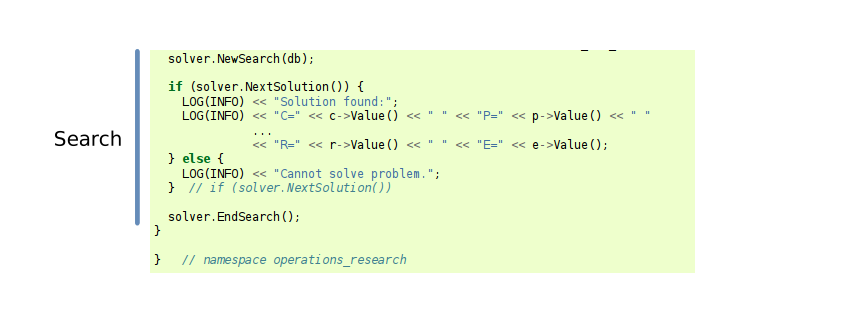 solver.NewSearch(db);
if (solver.NextSolution()) {
LOG(INFO) << "Solution found:";
LOG(INFO) << "C=" << c->Value() << " " << "P=" << p->Value() << " "
...
Search
<< "R=" << r->Value() << " " << "E=" << e->Value();
} else {
LOG(INFO) << "Cannot solve problem.";
} // if (solver.NextSolution())
solver.EndSearch();
}
} // namespace operations_research